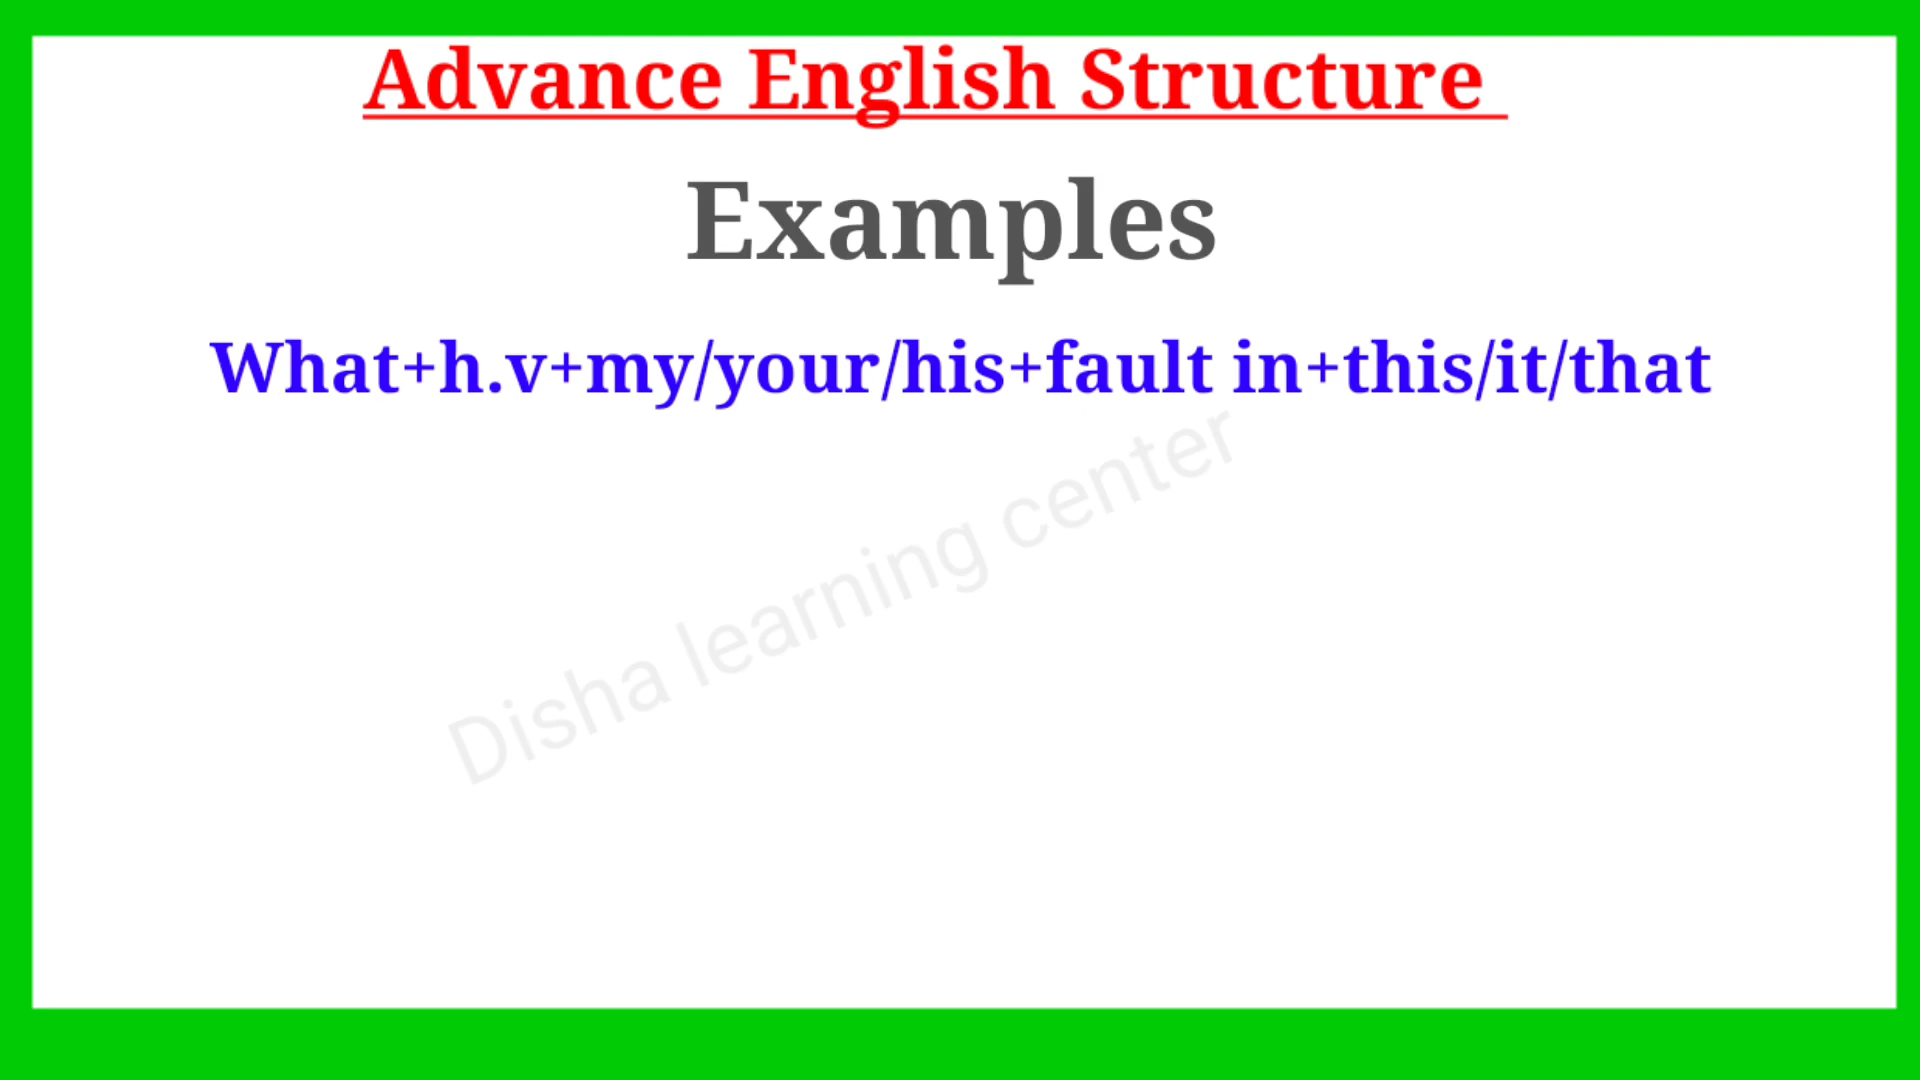 Advance English Structure
Examples
What+h.v+my/your/his+fault in+this/it/that
Disha learning center